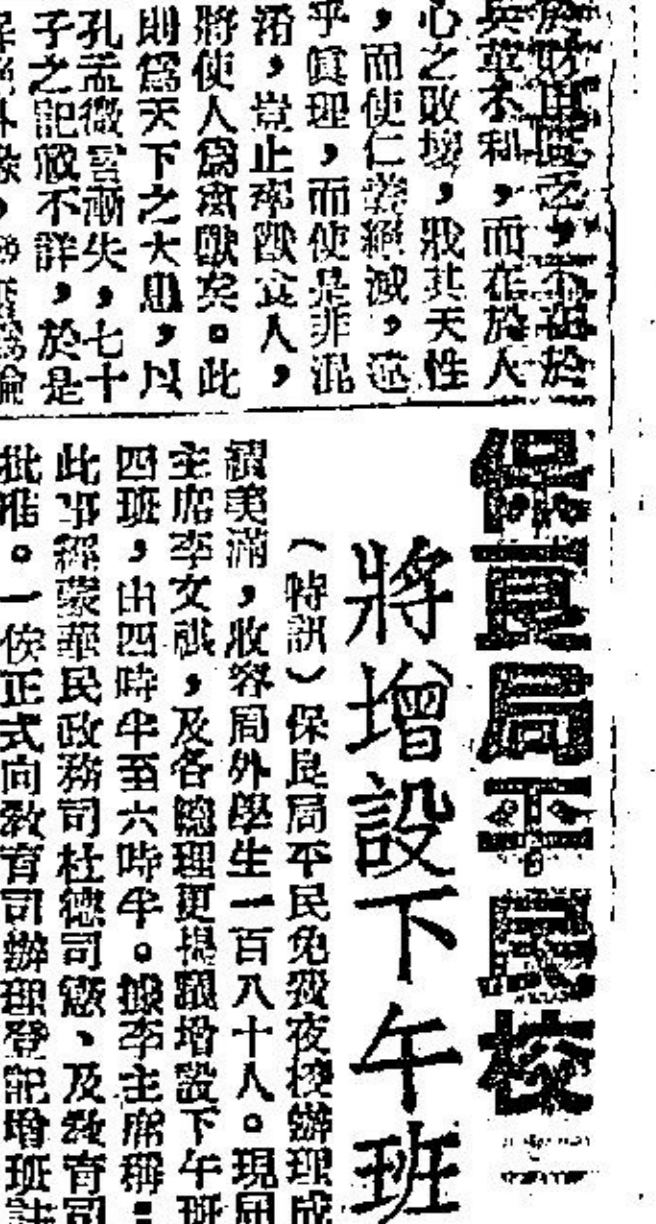 兵革不利，而在於人
心之敗壞，戕其天性
，而使仁義絕滅，
乎眞理，而使是非混
淆，豈止率獸食人，
將使人爲禽獸矣。此
則爲天下之大患，以
孔孟微言漸失，七十
子之記載不詳，於是
保良局平民校
將增設下午班
（特訊）保良局平民免費夜校辦理成
績美滿，收容局外學生一百八十人。現屆
主席李文祺，及各總理更提議增設下午班
四班，由四時半至六時半。據李主席稱：
此事經蒙華民政務司杜德司憲、及敎育司
批准。一俟正式向敎育司辦理登記增班註